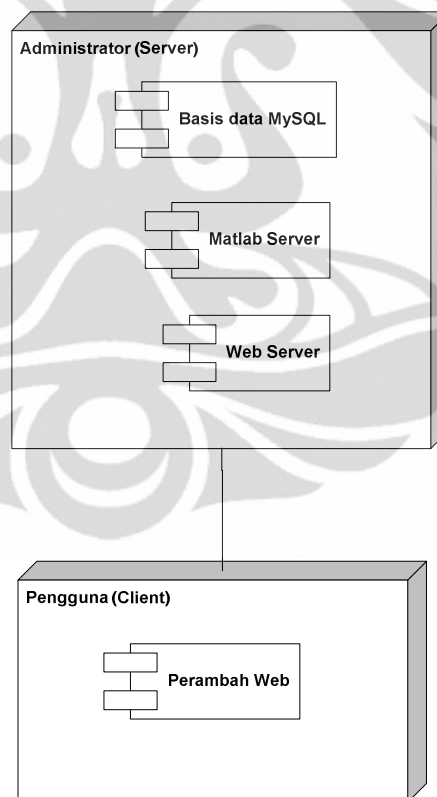 Administrator (Server)
Basis data MySQL
Matlab Server
Web Server
Pengguna (Client)
Perambah Web